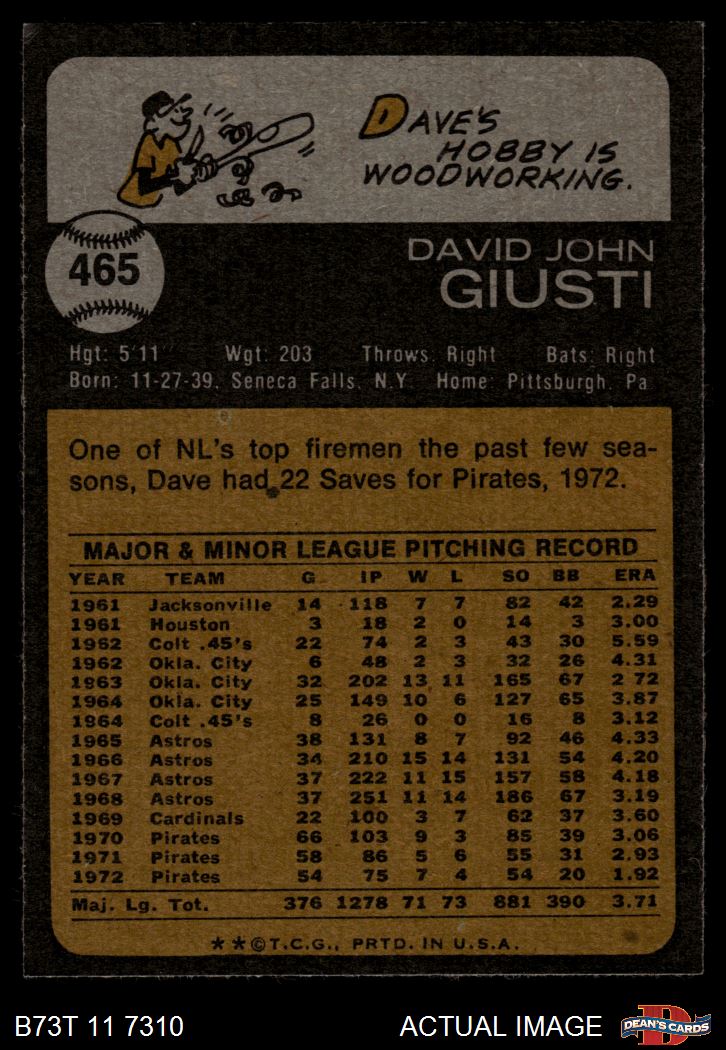 DAVE'S
HOBBY IS
WOODWORKING.
465
DAVID JOHN
GIUSTI
Hgt: 5'11" Wgt: 203 Throws: Right Bats: Right
Born: 11-27-39, Seneca Falls, N.Y. Home: Pittsburgh, Pa.
One of NL's top firemen the past few sea-
sons, Dave had 22 Saves for Pirates, 1972.
MAJOR & MINOR LEAGUE PITCHING RECORD
YEAR TEAM G IP W L SO BB ERA
1961 Jacksonville 14 118 7 7 82 42 2.29
1961 Houston 3 18 2 0 14 3 3.00
1962 Colt .45's 22 74 2 3 43 30 5.59
1962 Okla. City 6 48 2 3 32 26 4.31
1963 Okla. City 32 202 13 11 165 67 2 72
1964 Okla. City 25 149 10 6 127 65 3.87
1964 Colt .45's 8 26 0 0 16 8 3.12
1965 Astros 38 131 8 7 92 46 4.33
1966 Astros 34 210 15 14 131 54 4.20
1967 Astros 37 222 11 15 157 58 4.18
1968 Astros 37 251 11 14 186 67 3.19
1969 Cardinals 22 100 3 7 62 37 3.60
1970 Pirates 66 103 9 3 85 39 3.06
1971 Pirates 58 86 5 6 55 31 2.93
1972 Pirates 54 75 7 4 54 20 1.92
Maj. Lg. Tot. 376 1278 71 73 881 390 3.71
★★©T.C.G., PRTD. IN U.S.A.
B73T 11 7310 ACTUAL IMAGE
D
DEAN'S CARDS